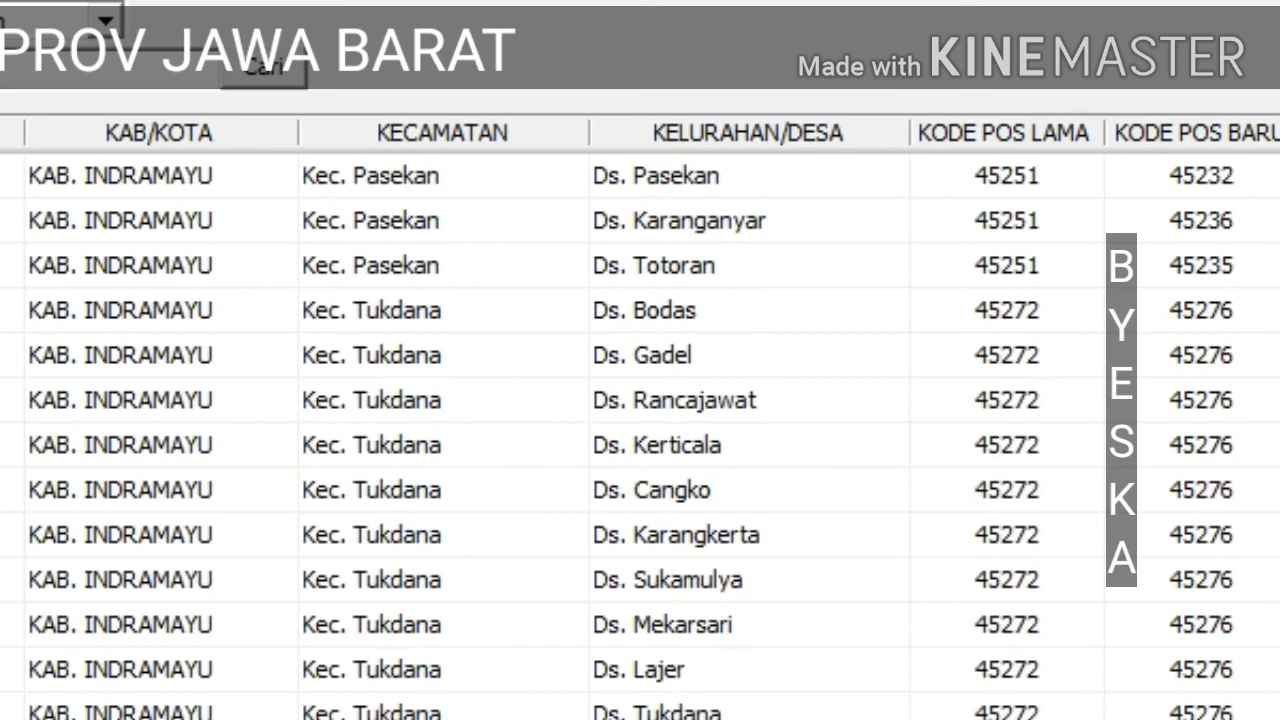 PROV JAWA BARAT
Made with KINEMASTER
Cari
KAB/KOTA KECAMATAN KELURAHAN/DESA KODE POS LAMA KODE POS BARU
KAB. INDRAMAYU Kec. Pasekan Ds. Pasekan 45251 45232
KAB. INDRAMAYU Kec. Pasekan Ds. Karanganyar 45251 45236
KAB. INDRAMAYU Kec. Pasekan Ds. Totoran 45251 45235
KAB. INDRAMAYU Kec. Tukdana Ds. Bodas 45272 45276
KAB. INDRAMAYU Kec. Tukdana Ds. Gadel 45272 45276
KAB. INDRAMAYU Kec. Tukdana Ds. Rancajawat 45272 45276
KAB. INDRAMAYU Kec. Tukdana Ds. Kerticala 45272 45276
KAB. INDRAMAYU Kec. Tukdana Ds. Cangko 45272 45276
KAB. INDRAMAYU Kec. Tukdana Ds. Karangkerta 45272 45276
KAB. INDRAMAYU Kec. Tukdana Ds. Sukamulya 45272 45276
KAB. INDRAMAYU Kec. Tukdana Ds. Mekarsari 45272 45276
KAB. INDRAMAYU Kec. Tukdana Ds. Lajer 45272 45276
KAB. INDRAMAYU Kec. Tukdana Ds. Tukdana 45272 45276
B
Y
E
S
K
A